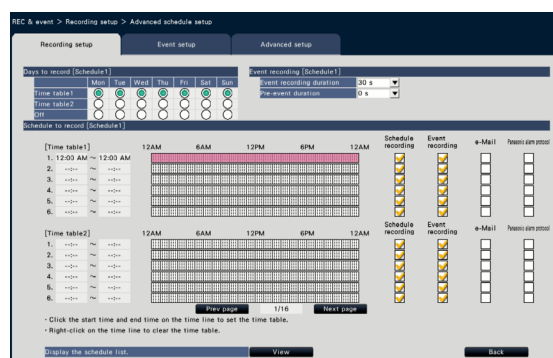 REC & event > Recording setup > Advanced schedule setup
Recording setup Event setup Advanced setup
Days to record [Schedule1] Event recording [Schedule1]
Mon Tue Wed Thu Fri Sat Sun Event recording duration 30 s
Time table1 Pre-event duration 0 s
Time table2
Off
Schedule to record [Schedule1]
[Time table1] 12AM 6AM 12PM 6PM 12AM Schedule recording Event recording e-Mail Panasonic alarm protocol
1. 12:00 AM ~ 12:00 AM
2. --:-- ~ --:--
3. --:-- ~ --:--
4. --:-- ~ --:--
5. --:-- ~ --:--
6. --:-- ~ --:--
[Time table2] 12AM 6AM 12PM 6PM 12AM Schedule recording Event recording e-Mail Panasonic alarm protocol
1. --:-- ~ --:--
2. --:-- ~ --:--
3. --:-- ~ --:--
4. --:-- ~ --:--
5. --:-- ~ --:--
6. --:-- ~ --:--
Prev page 1/16 Next page
- Click the start time and end time on the time line to set the time table.
- Right-click on the time line to clear the time table.
Display the schedule list. View Back